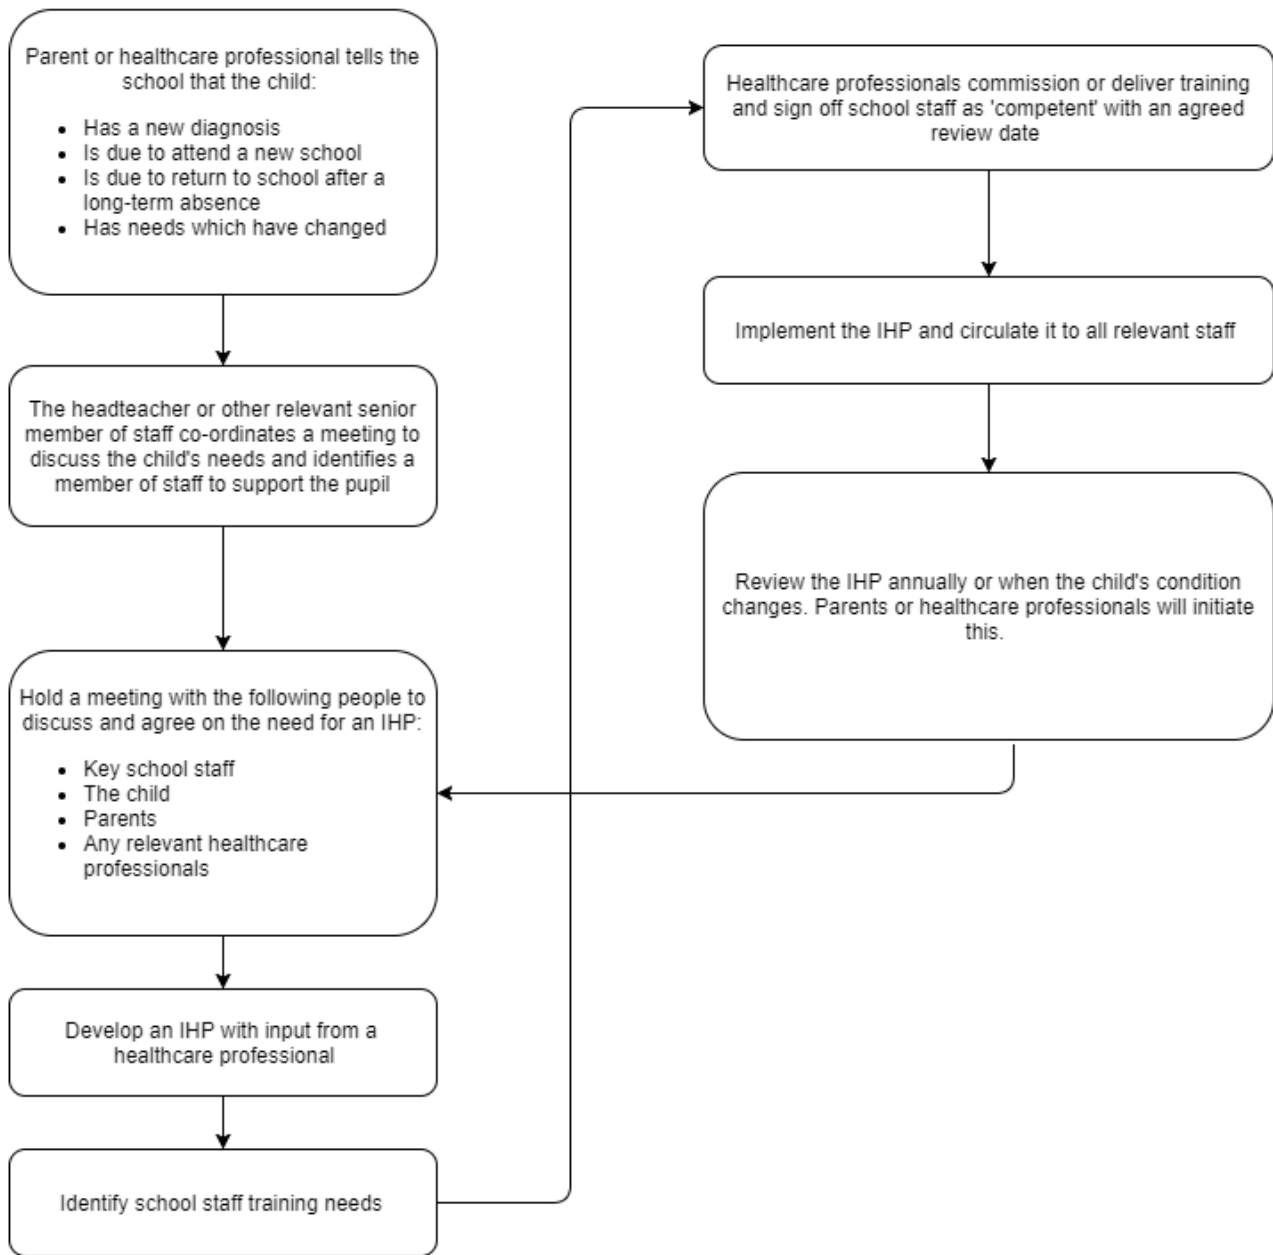 Parent or healthcare professional tells the
school that the child:
• Has a new diagnosis
• Is due to attend a new school
• Is due to return to school after a
long-term absence
• Has needs which have changed
The headteacher or other relevant senior
member of staff co-ordinates a meeting to
discuss the child's needs and identifies a
member of staff to support the pupil
Hold a meeting with the following people to
discuss and agree on the need for an IHP:
• Key school staff
• The child
• Parents
• Any relevant healthcare
professionals
Develop an IHP with input from a
healthcare professional
Identify school staff training needs
Healthcare professionals commission or deliver training
and sign off school staff as 'competent' with an agreed
review date
Implement the IHP and circulate it to all relevant staff
Review the IHP annually or when the child's condition
changes. Parents or healthcare professionals will initiate
this.